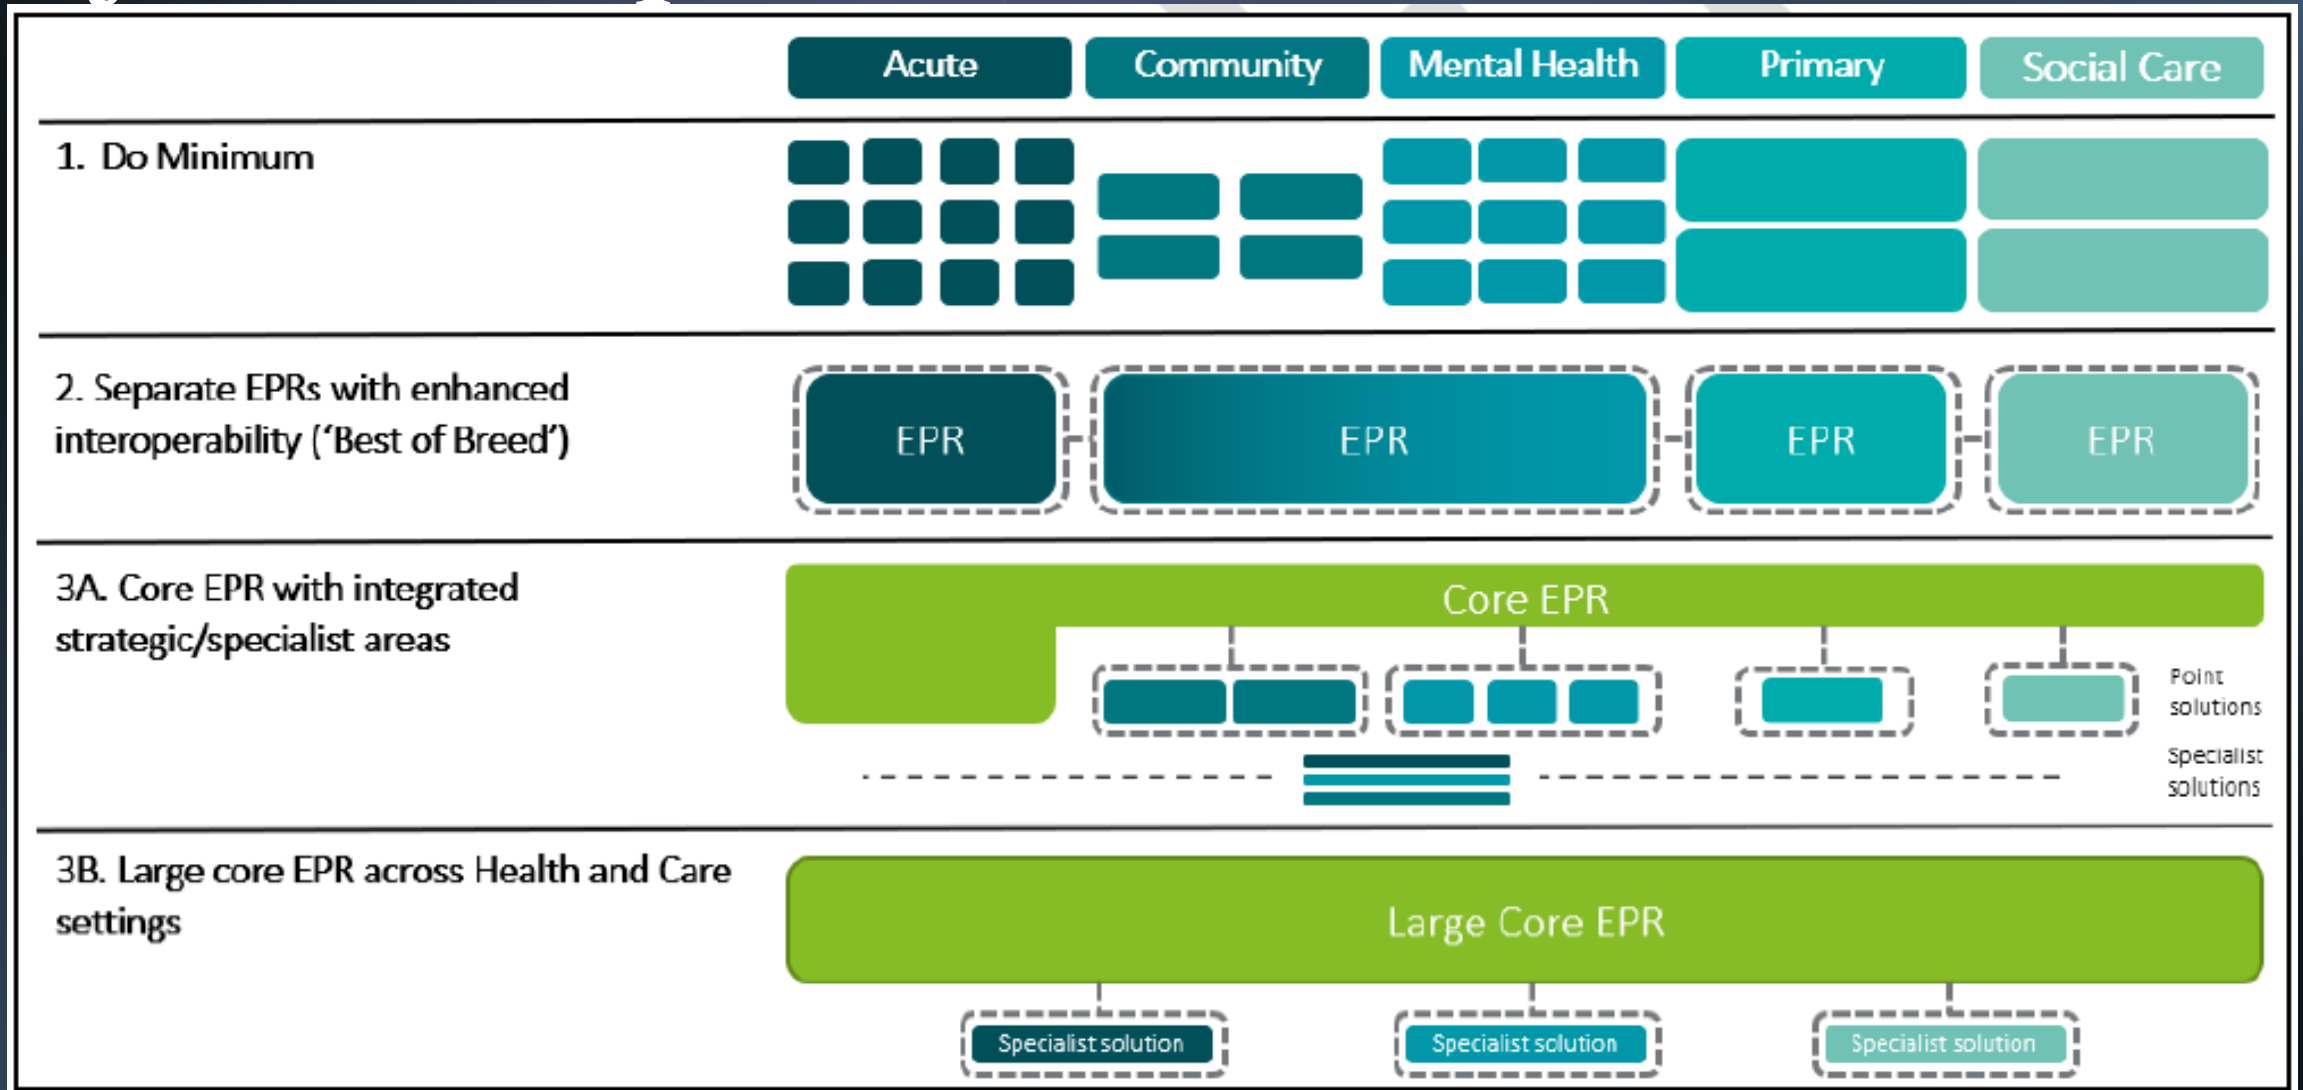 Acute
Community
Mental Health
Primary
Social Care
1. Do Minimum
2. Separate EPRs with enhanced
interoperability (‘Best of Breed’)
EPR
EPR
EPR
EPR
3A. Core EPR with integrated
strategic/specialist areas
Core EPR
Point
solutions
Specialist
solutions
3B. Large core EPR across Health and Care
settings
Large Core EPR
Specialist solution
Specialist solution
Specialist solution